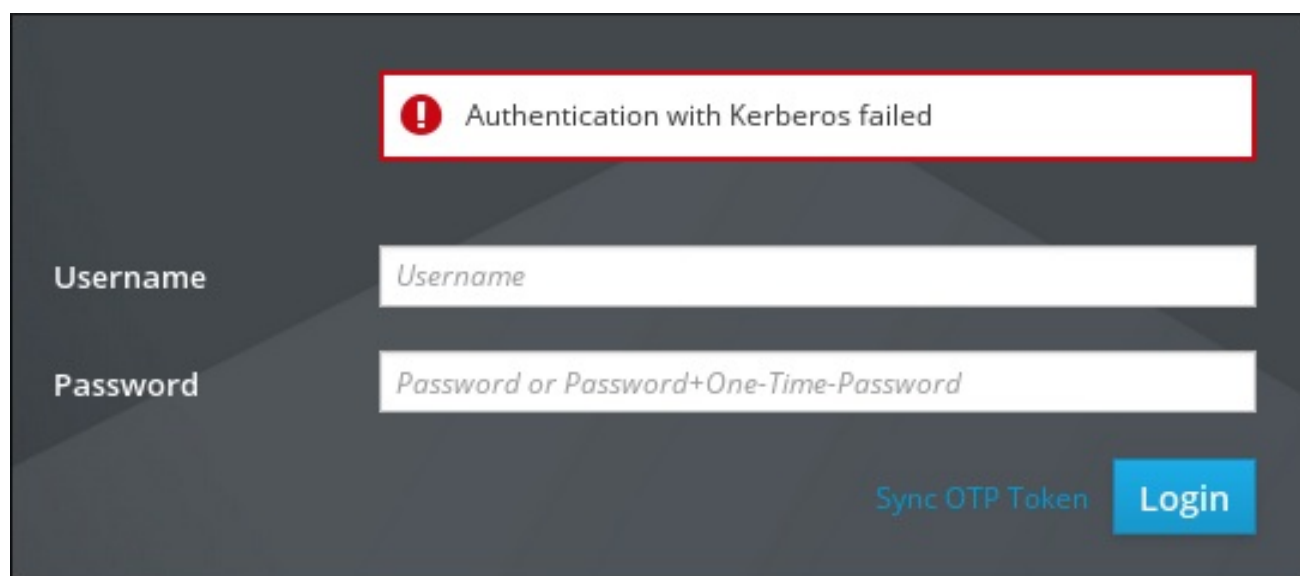 Authentication with Kerberos failed
Username
Username
Password
Password or Password+One-Time-Password
Sync OTP Token
Login